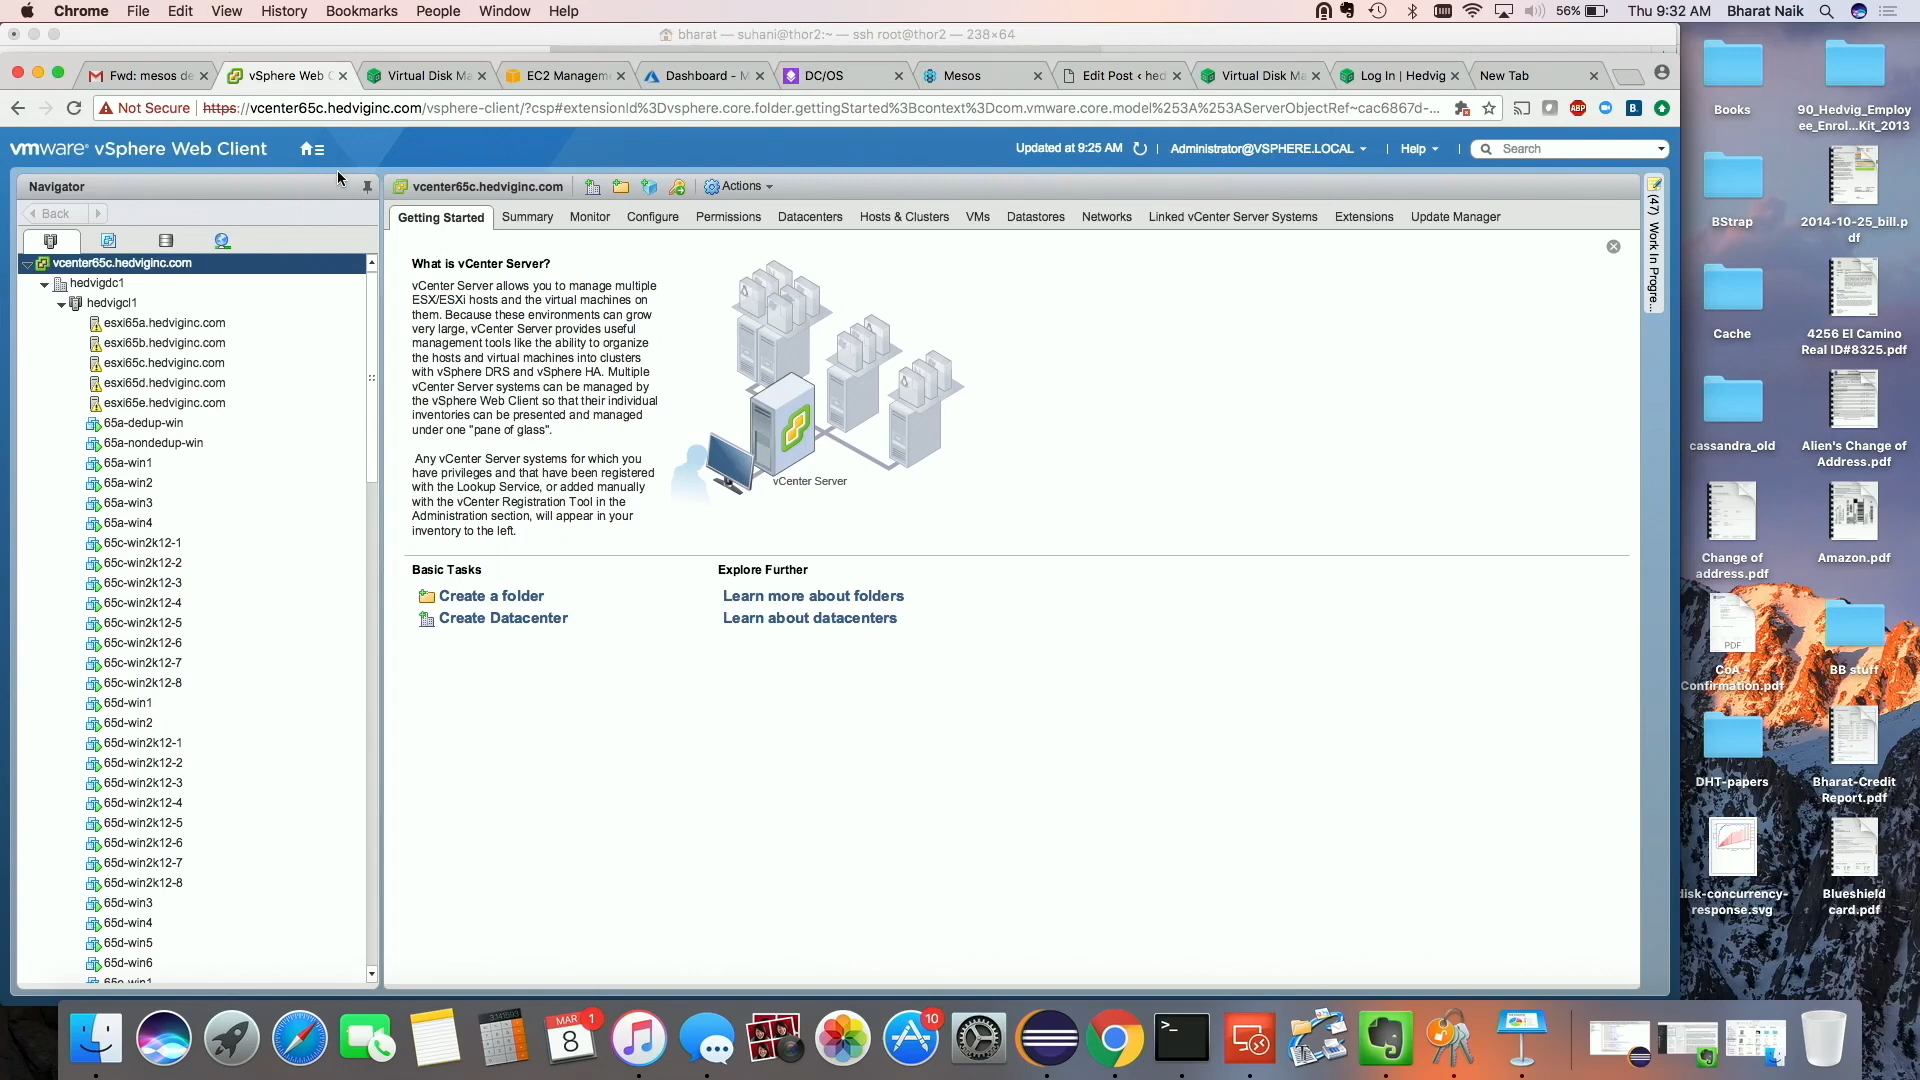 Chrome File Edit View History Bookmarks People Window Help 56% Thu 9:32 AM Bharat Naik
bharat — suhani@thor2:~ — ssh root@thor2 — 238×64
Fwd: mesos de vSphere Web C Virtual Disk Ma EC2 Manageme Dashboard - M DC/OS Mesos Edit Post ‹ hed Virtual Disk Ma Log In | Hedvig New Tab
Not Secure https://vcenter65c.hedviginc.com/vsphere-client/?csp#extensionId%3Dvsphere.core.folder.gettingStarted%3Bcontext%3Dcom.vmware.core.model%253A%253AServerObjectRef~cac6867d-... ABP B.
vmware® vSphere Web Client Updated at 9:25 AM Administrator@VSPHERE.LOCAL Help Search
Navigator
Back
vcenter65c.hedviginc.com
hedvigdc1
hedvigcl1
esxi65a.hedviginc.com
esxi65b.hedviginc.com
esxi65c.hedviginc.com
esxi65d.hedviginc.com
esxi65e.hedviginc.com
65a-dedup-win
65a-nondedup-win
65a-win1
65a-win2
65a-win3
65a-win4
65c-win2k12-1
65c-win2k12-2
65c-win2k12-3
65c-win2k12-4
65c-win2k12-5
65c-win2k12-6
65c-win2k12-7
65c-win2k12-8
65d-win1
65d-win2
65d-win2k12-1
65d-win2k12-2
65d-win2k12-3
65d-win2k12-4
65d-win2k12-5
65d-win2k12-6
65d-win2k12-7
65d-win2k12-8
65d-win3
65d-win4
65d-win5
65d-win6
vcenter65c.hedviginc.com Actions
Getting Started Summary Monitor Configure Permissions Datacenters Hosts & Clusters VMs Datastores Networks Linked vCenter Server Systems Extensions Update Manager
What is vCenter Server?
vCenter Server allows you to manage multiple
ESX/ESXi hosts and the virtual machines on
them. Because these environments can grow
very large, vCenter Server provides useful
management tools like the ability to organize
the hosts and virtual machines into clusters
with vSphere DRS and vSphere HA. Multiple
vCenter Server systems can be managed by
the vSphere Web Client so that their individual
inventories can be presented and managed
under one "pane of glass".
Any vCenter Server systems for which you
have privileges and that have been registered
with the Lookup Service, or added manually
with the vCenter Registration Tool in the
Administration section, will appear in your
inventory to the left.
vCenter Server
Basic Tasks
Create a folder
Create Datacenter
Explore Further
Learn more about folders
Learn about datacenters
(47) Work In Progre...
Books
90_Hedvig_Employ
ee_Enrol...Kit_2013
BStrap
2014-10-25_bill.p
df
Cache
4256 El Camino
Real ID#8325.pdf
cassandra_old
Alien's Change of
Address.pdf
Change of
address.pdf
Amazon.pdf
PDF
CoA -
Confirmation.pdf
BB stuff
DHT-papers
Bharat-Credit
Report.pdf
disk-concurrency-
response.svg
Blueshield
card.pdf
3.141593
MAR
8
1
10
>_